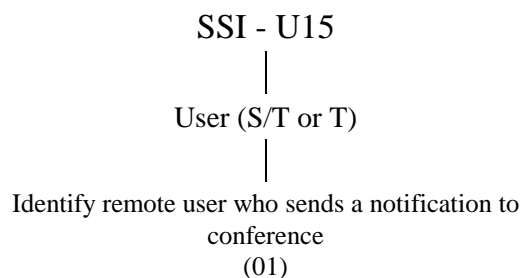 SSI - U15
User (S/T or T)
Identify remote user who sends a notification to
conference
(01)